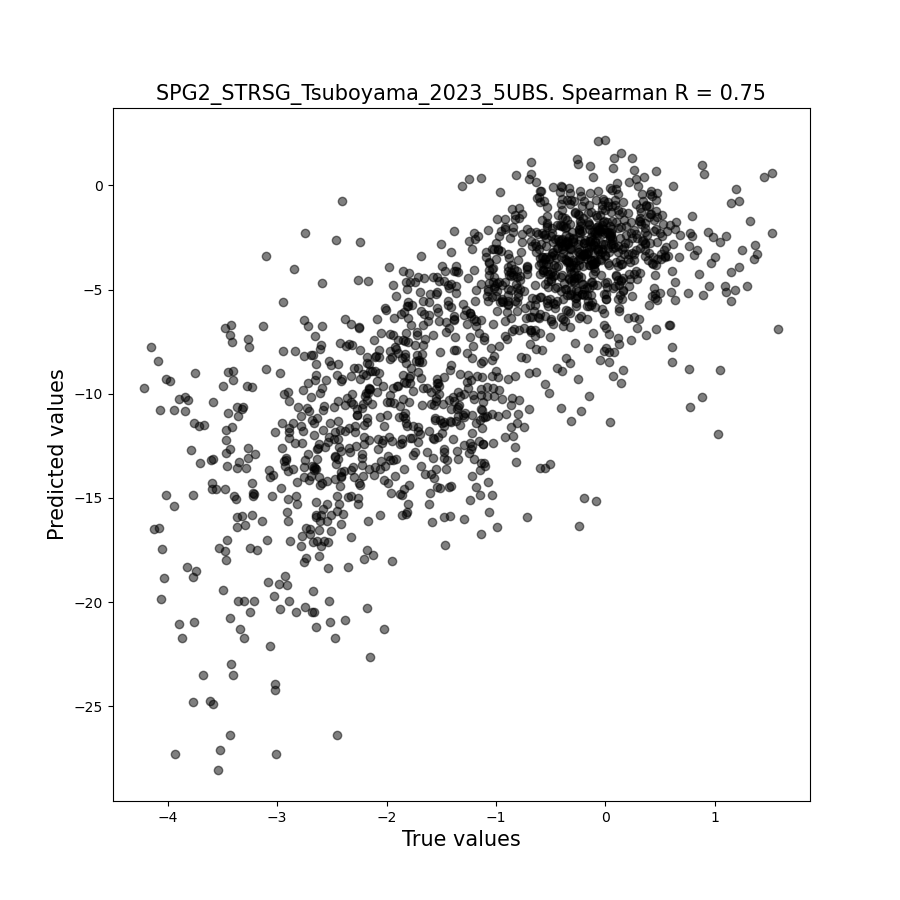 SPG2_STRSG_Tsuboyama_2023_5UBS. Spearman R = 0.75
0
−5
−10
−15
−20
−25
Predicted values
−4 −3 −2 −1 0 1
True values